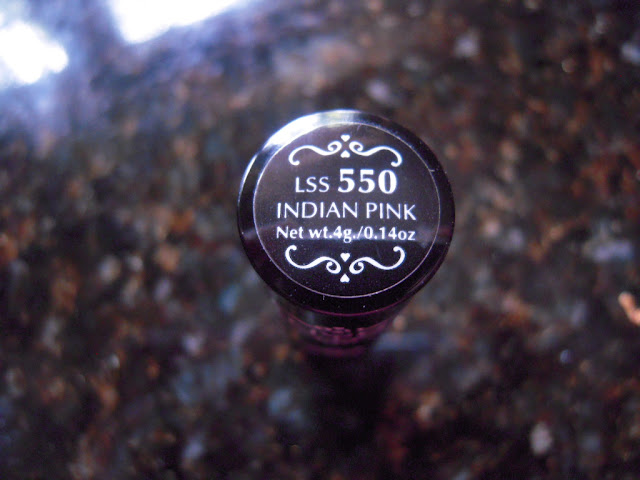 LSS 550
INDIAN PINK
Net wt.4g./0.14oz